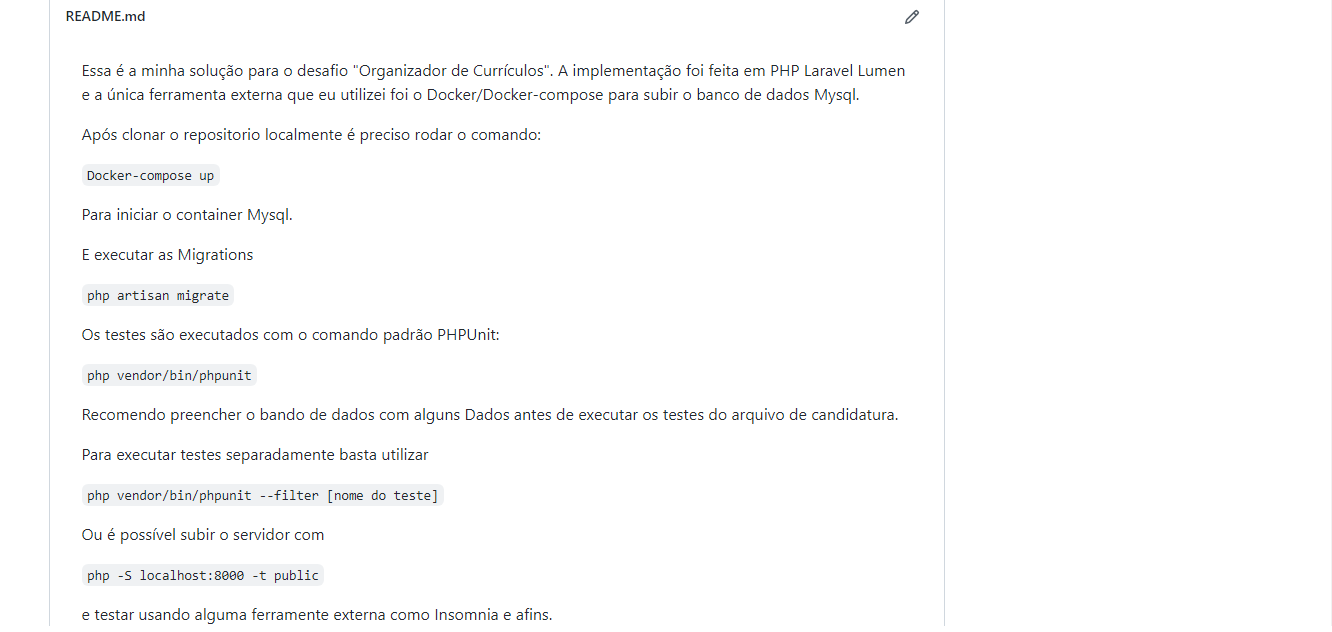 README.md
Essa é a minha solução para o desafio "Organizador de Currículos". A implementação foi feita em PHP Laravel Lumen
e a única ferramenta externa que eu utilizei foi o Docker/Docker-compose para subir o banco de dados Mysql.
Após clonar o repositorio localmente é preciso rodar o comando:
Docker-compose up
Para iniciar o container Mysql.
E executar as Migrations
php artisan migrate
Os testes são executados com o comando padrão PHPUnit:
php vendor/bin/phpunit
Recomendo preencher o bando de dados com alguns Dados antes de executar os testes do arquivo de candidatura.
Para executar testes separadamente basta utilizar
php vendor/bin/phpunit --filter [nome do teste]
Ou é possível subir o servidor com
php -S localhost:8000 -t public
e testar usando alguma ferramente externa como Insomnia e afins.